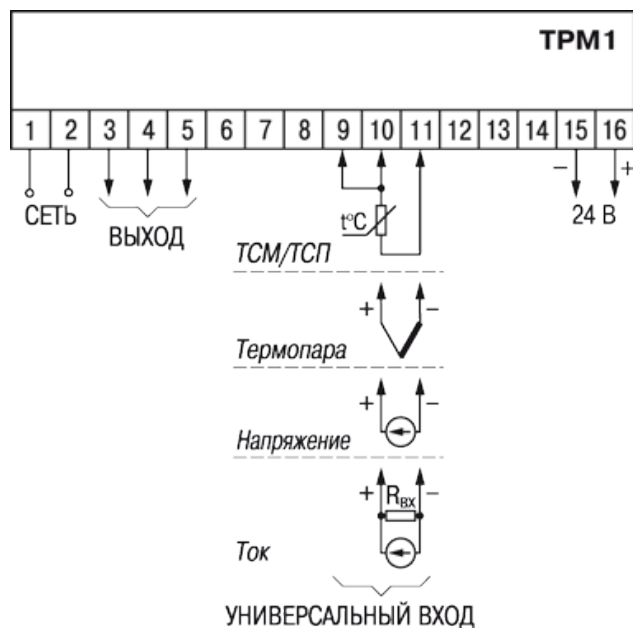 ТРМ1
1 2 3 4 5 6 7 8 9 10 11 12 13 14 15 16
− +
СЕТЬ
ВЫХОД
24 В
t°C
ТСМ/ТСП
+ −
Термопара
+ −
Напряжение
+ −
Rвх
Ток
УНИВЕРСАЛЬНЫЙ ВХОД